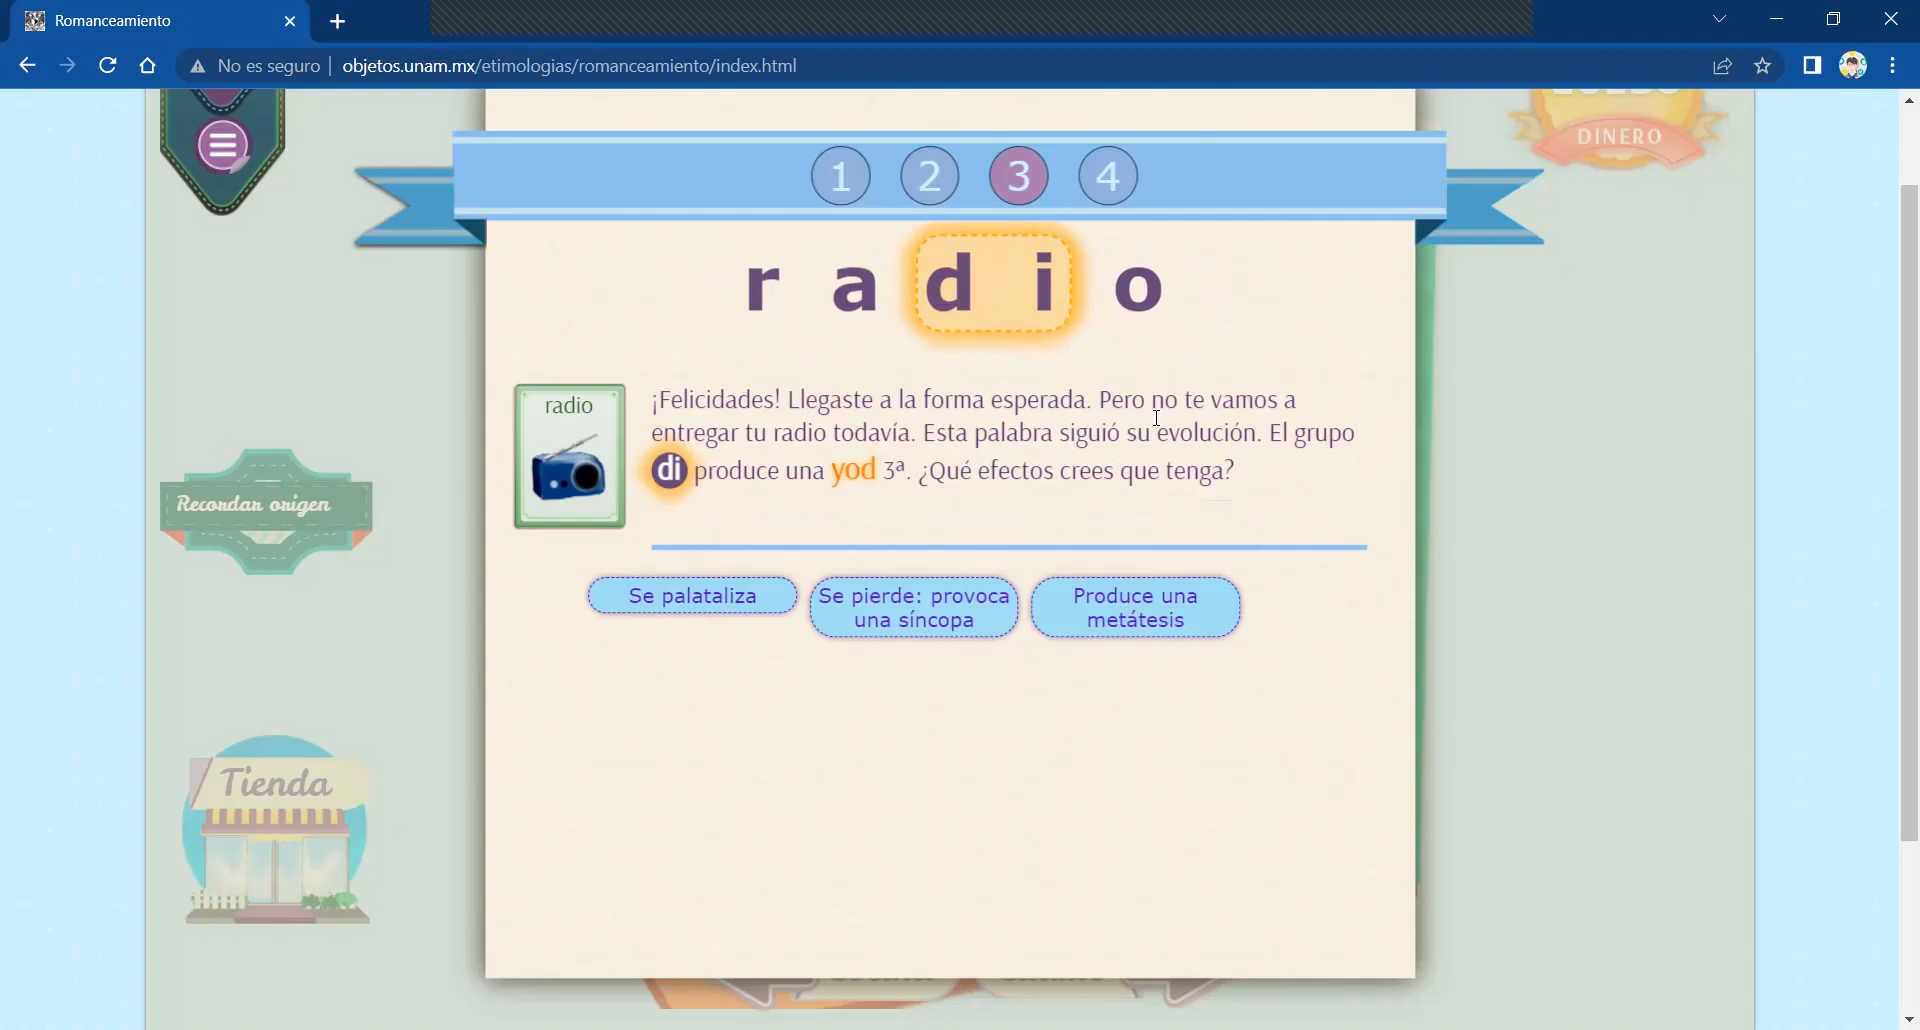 Romanceamiento
No es seguro | objetos.unam.mx/etimologias/romanceamiento/index.html
DINERO
1 2 3 4
r a d i o
radio
¡Felicidades! Llegaste a la forma esperada. Pero no te vamos a
entregar tu radio todavía. Esta palabra siguió su evolución. El grupo
di produce una yod 3ª. ¿Qué efectos crees que tenga?
Recordar origen
Se palataliza
Se pierde: provoca
una síncopa
Produce una
metátesis
Tienda